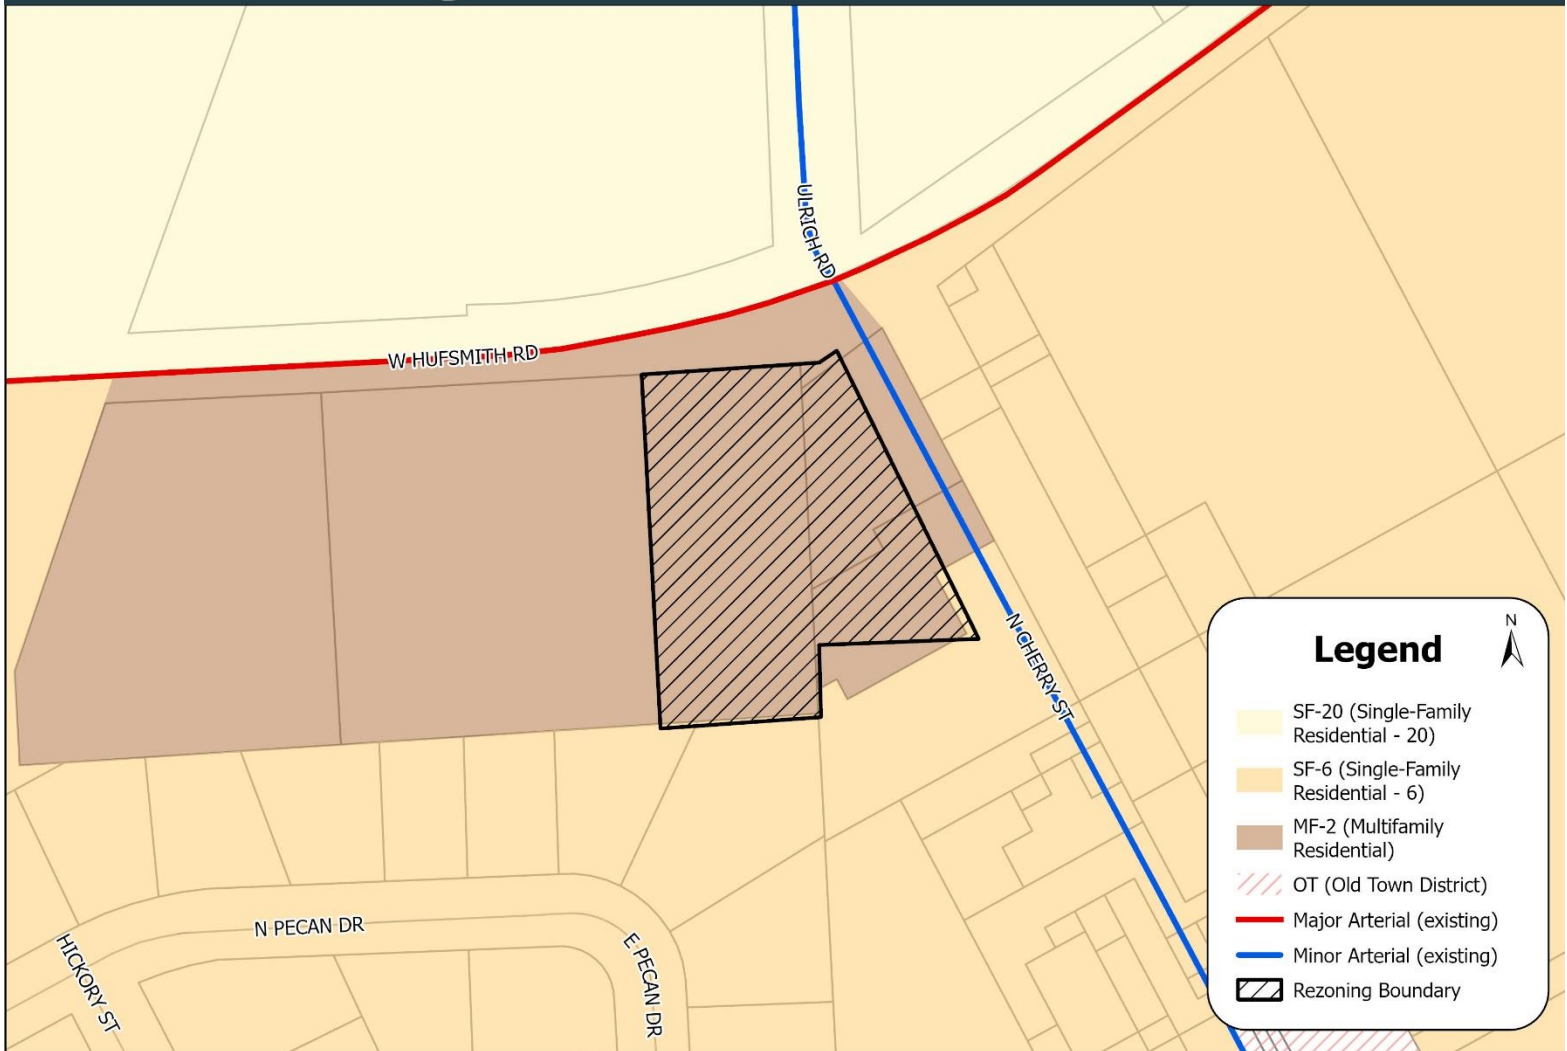 ULRICH RD
W HUFSMITH RD
N CHERRY ST
N PECAN DR
E PECAN DR
HICKORY ST
N
Legend
SF-20 (Single-Family
Residential - 20)
SF-6 (Single-Family
Residential - 6)
MF-2 (Multifamily
Residential)
OT (Old Town District)
Major Arterial (existing)
Minor Arterial (existing)
Rezoning Boundary